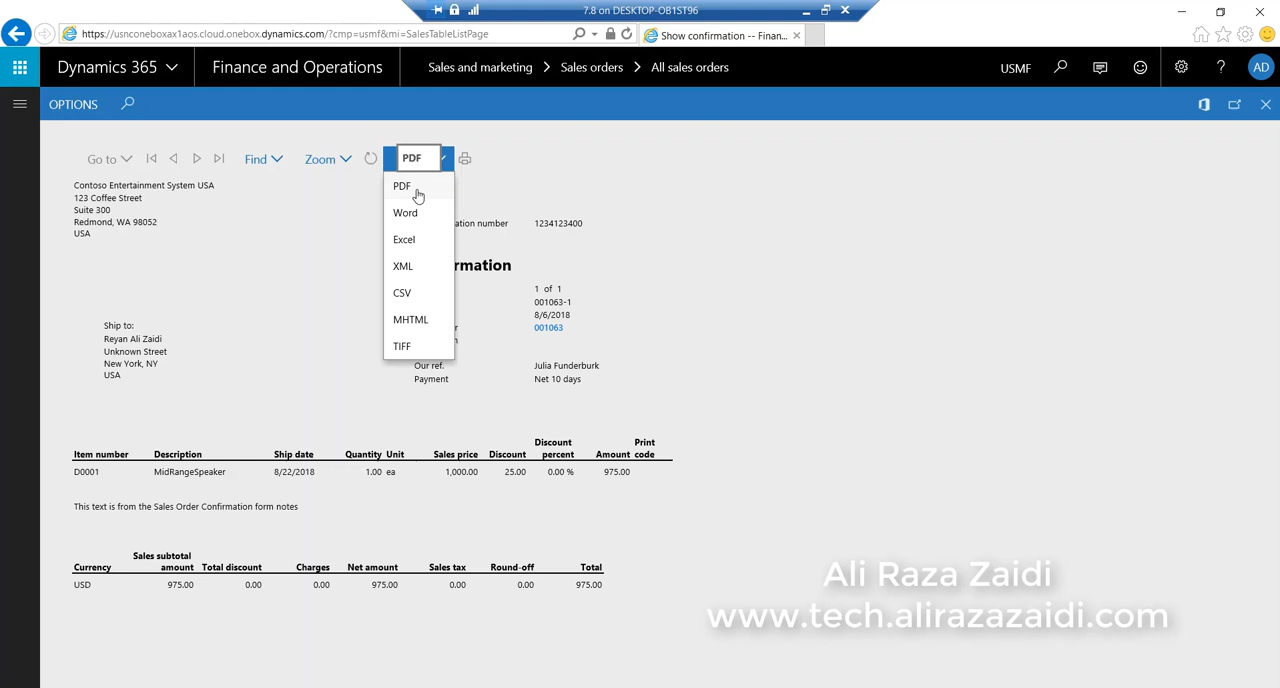 7.8 on DESKTOP-OB1ST96
https://usnconeboxax1aos.cloud.onebox.dynamics.com/?cmp=usmf&mi=SalesTableListPage
Show confirmation -- Finan...
Dynamics 365
Finance and Operations
Sales and marketing > Sales orders > All sales orders
USMF
?
AD
OPTIONS
Go to
Find
Zoom
PDF
PDF
Word
Excel
XML
CSV
MHTML
TIFF
Contoso Entertainment System USA
123 Coffee Street
Suite 300
Redmond, WA 98052
USA
ation number 1234123400
rmation
1 of 1
001063-1
8/6/2018
r 001063
n
Ship to:
Reyan Ali Zaidi
Unknown Street
New York, NY
USA
Our ref. Julia Funderburk
Payment Net 10 days
Item number Description Ship date Quantity Unit Sales price Discount Discount percent Amount Print code
D0001 MidRangeSpeaker 8/22/2018 1.00 ea 1,000.00 25.00 0.00 % 975.00
This text is from the Sales Order Confirmation form notes
Currency Sales subtotal amount Total discount Charges Net amount Sales tax Round-off Total
USD 975.00 0.00 0.00 975.00 0.00 0.00 975.00
Ali Raza Zaidi
www.tech.alirazazaidi.com